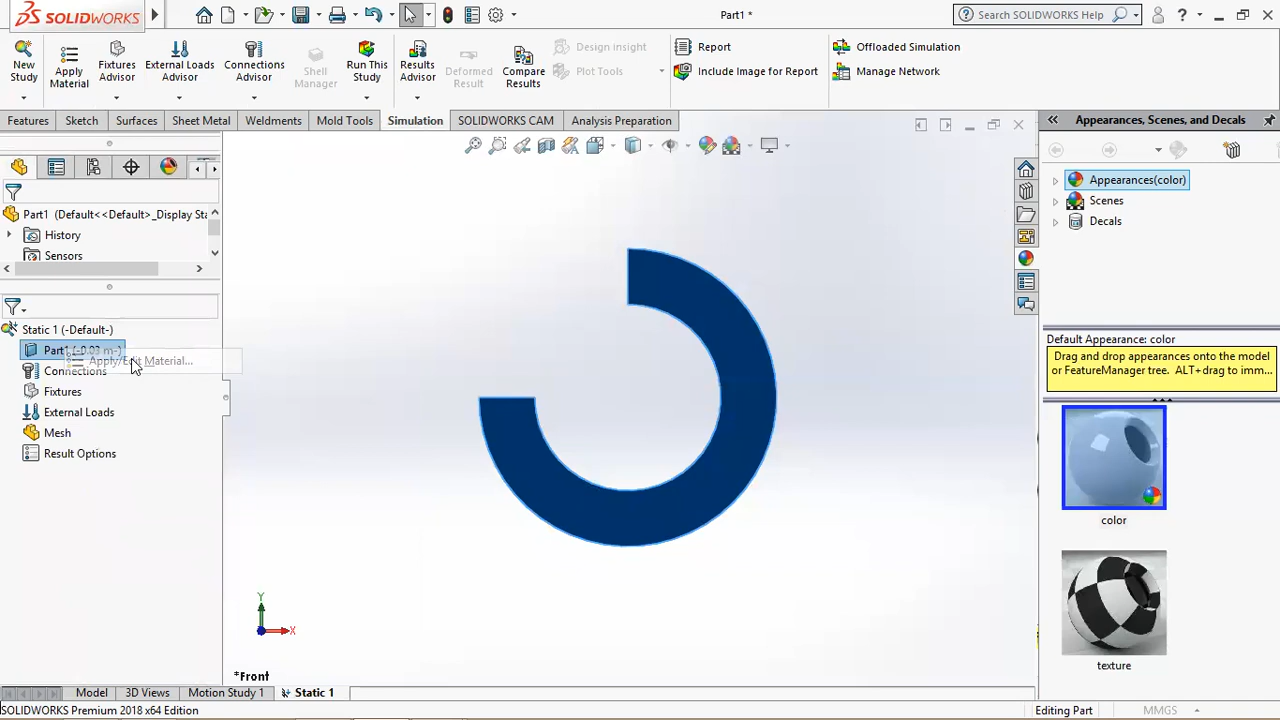 SOLIDWORKS
Part1 *
Search SOLIDWORKS Help
?
New Study
Apply Material
Fixtures Advisor
External Loads Advisor
Connections Advisor
Shell Manager
Run This Study
Results Advisor
Deformed Result
Compare Results
Design Insight
Plot Tools
Report
Include Image for Report
Offloaded Simulation
Manage Network
Features
Sketch
Surfaces
Sheet Metal
Weldments
Mold Tools
Simulation
SOLIDWORKS CAM
Analysis Preparation
Part1 (Default<<Default>_Display Sta
History
Sensors
Static 1 (-Default-)
Part1 (-0.03 m-)
Apply/Edit Material...
Connections
Fixtures
External Loads
Mesh
Result Options
Y
X
*Front
Appearances, Scenes, and Decals
Appearances(color)
Scenes
Decals
Default Appearance: color
Drag and drop appearances onto the model
or FeatureManager tree. ALT+drag to imm...
color
texture
Model
3D Views
Motion Study 1
Static 1
SOLIDWORKS Premium 2018 x64 Edition
Editing Part
MMGS